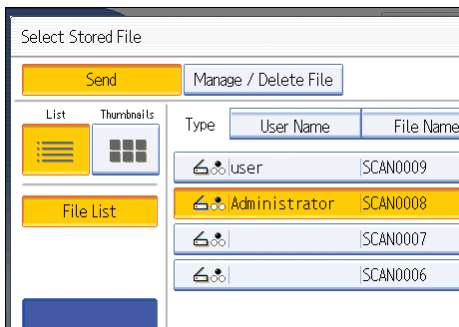 Select Stored File
Send Manage / Delete File
List Thumbnails Type User Name File Name
user SCAN0009
File List Administrator SCAN0008
SCAN0007
SCAN0006